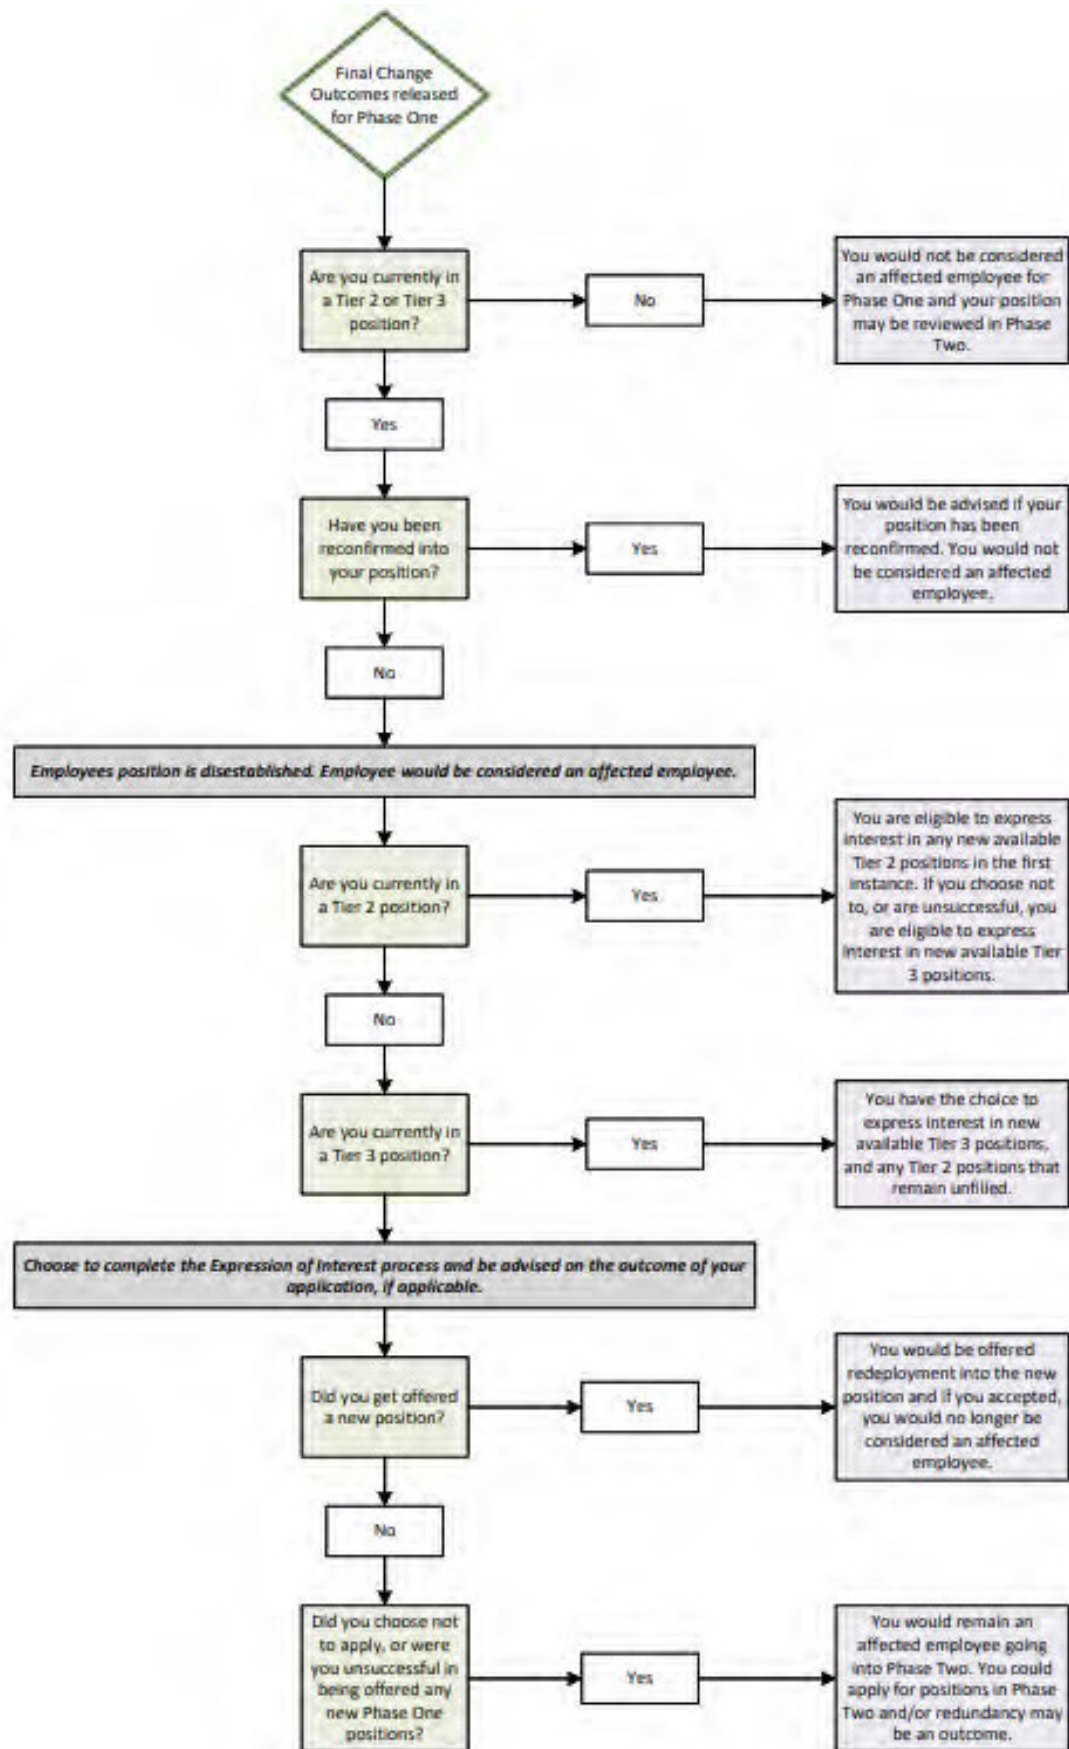 Final Change
Outcomes released
for Phase One
Are you currently in
a Tier 2 or Tier 3
position?
No
You would not be considered
an affected employee for
Phase One and your position
may be reviewed in Phase
Two.
Yes
Have you been
reconfirmed into
your position?
Yes
You would be advised if your
position has been
reconfirmed. You would not
be considered an affected
employee.
No
Employees position is disestablished. Employee would be considered an affected employee.
Are you currently in
a Tier 2 position?
Yes
You are eligible to express
interest in any new available
Tier 2 positions in the first
instance. If you choose not
to, or are unsuccessful, you
are eligible to express
interest in new available Tier
3 positions.
No
Are you currently in
a Tier 3 position?
Yes
You have the choice to
express interest in new
available Tier 3 positions,
and any Tier 2 positions that
remain unfilled.
Choose to complete the Expression of Interest process and be advised on the outcome of your
application, if applicable.
Did you get offered
a new position?
Yes
You would be offered
redeployment into the new
position and if you accepted,
you would no longer be
considered an affected
employee.
No
Did you choose not
to apply, or were
you unsuccessful in
being offered any
new Phase One
positions?
Yes
You would remain an
affected employee going
into Phase Two. You could
apply for positions in Phase
Two and/or redundancy may
be an outcome.